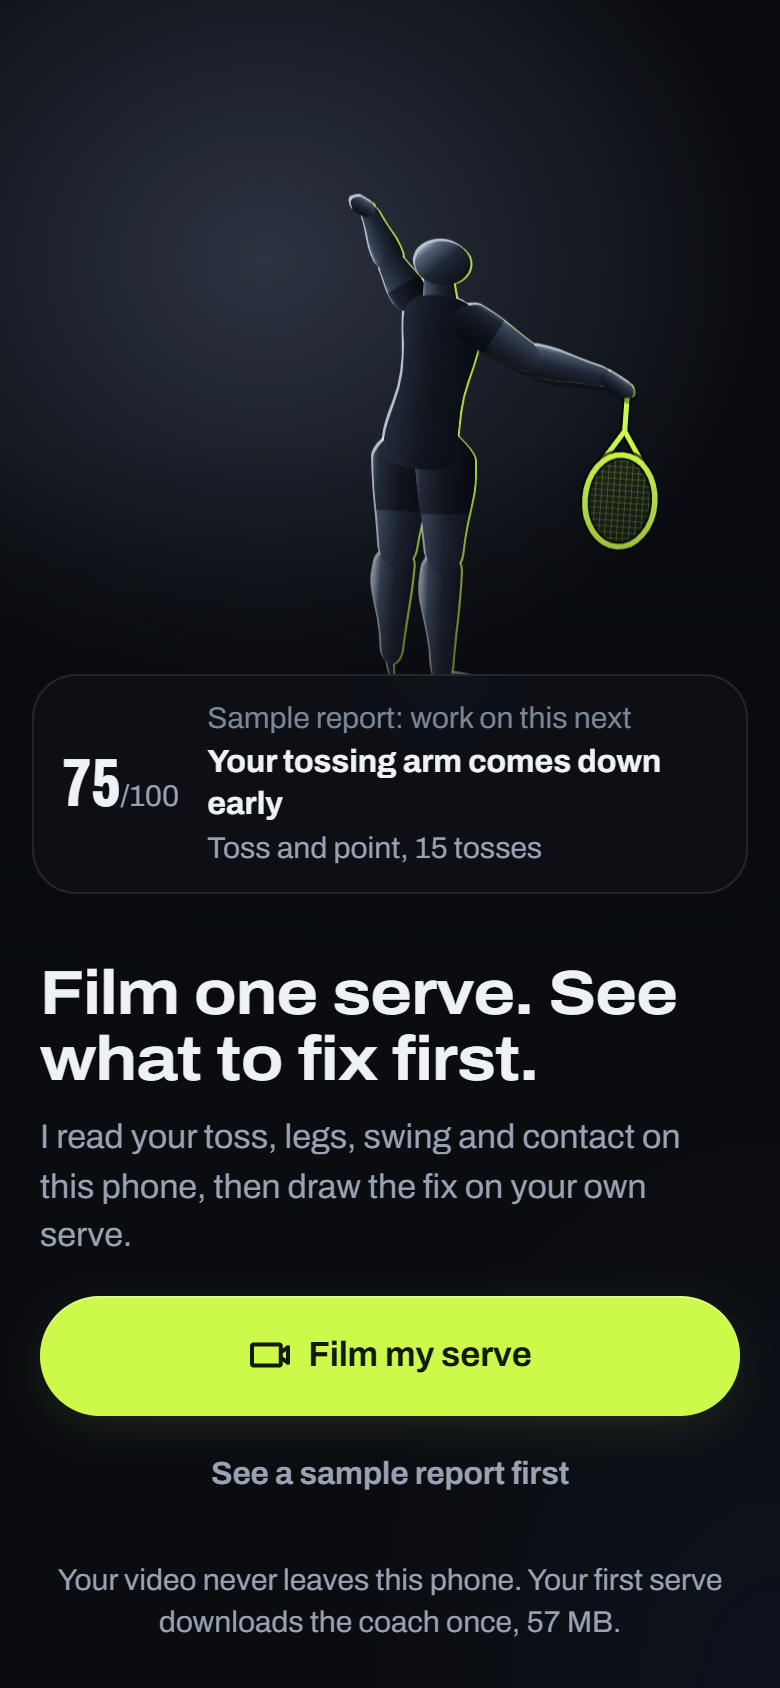 Sample report: work on this next
75/100
Your tossing arm comes down
early
Toss and point, 15 tosses
Film one serve. See
what to fix first.
I read your toss, legs, swing and contact on
this phone, then draw the fix on your own
serve.
Film my serve
See a sample report first
Your video never leaves this phone. Your first serve
downloads the coach once, 57 MB.